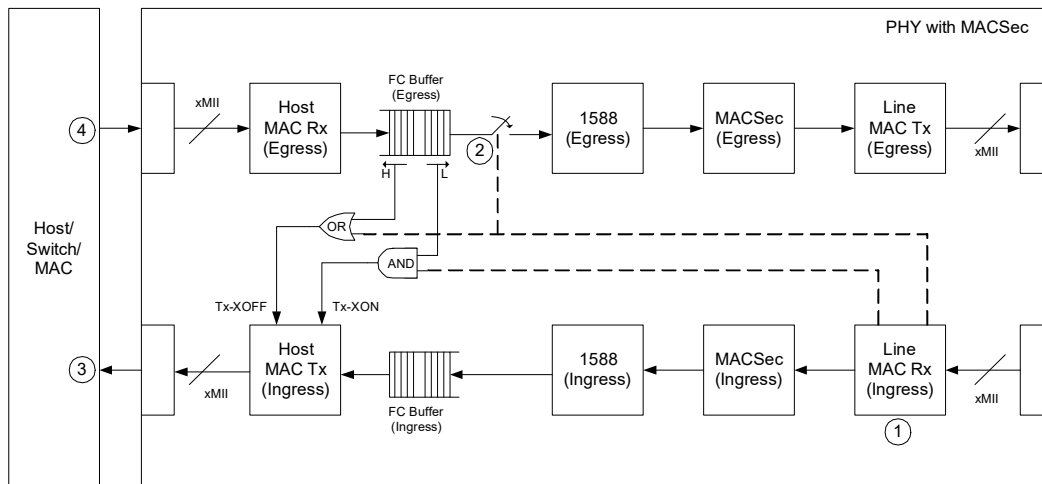 PHY with MACSec
FC Buffer
(Egress)
xMII
Host
MAC Rx
(Egress)
1588
(Egress)
MACSec
(Egress)
Line
MAC Tx
(Egress)
xMII
4
2
H
L
OR
AND
Host/
Switch/
MAC
Tx-XOFF
Tx-XON
3
xMII
Host
MAC Tx
(Ingress)
FC Buffer
(Ingress)
1588
(Ingress)
MACSec
(Ingress)
Line
MAC Rx
(Ingress)
xMII
1